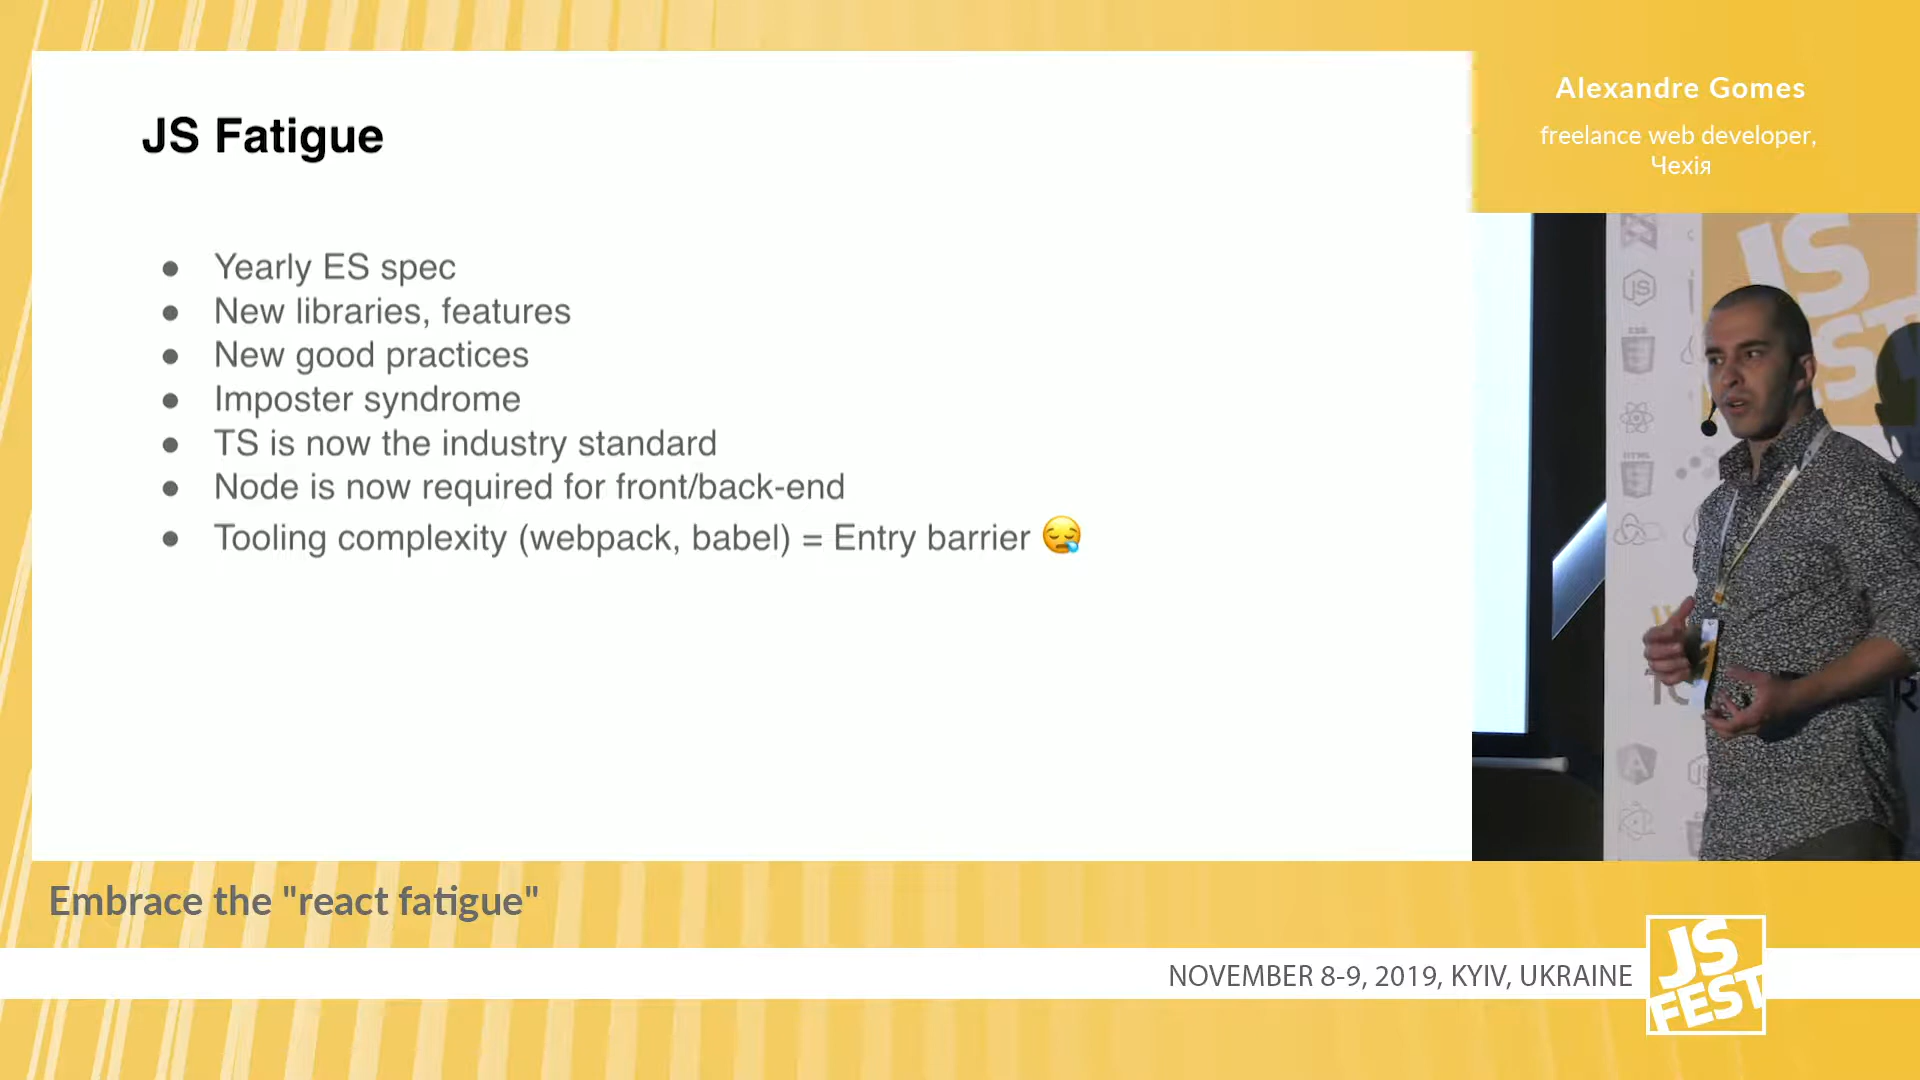 JS Fatigue
● Yearly ES spec
● New libraries, features
● New good practices
● Imposter syndrome
● TS is now the industry standard
● Node is now required for front/back-end
● Tooling complexity (webpack, babel) = Entry barrier 😪
Alexandre Gomes
freelance web developer,
Чехія
JS
FEST
Embrace the "react fatigue"
NOVEMBER 8-9, 2019, KYIV, UKRAINE
JS
FEST